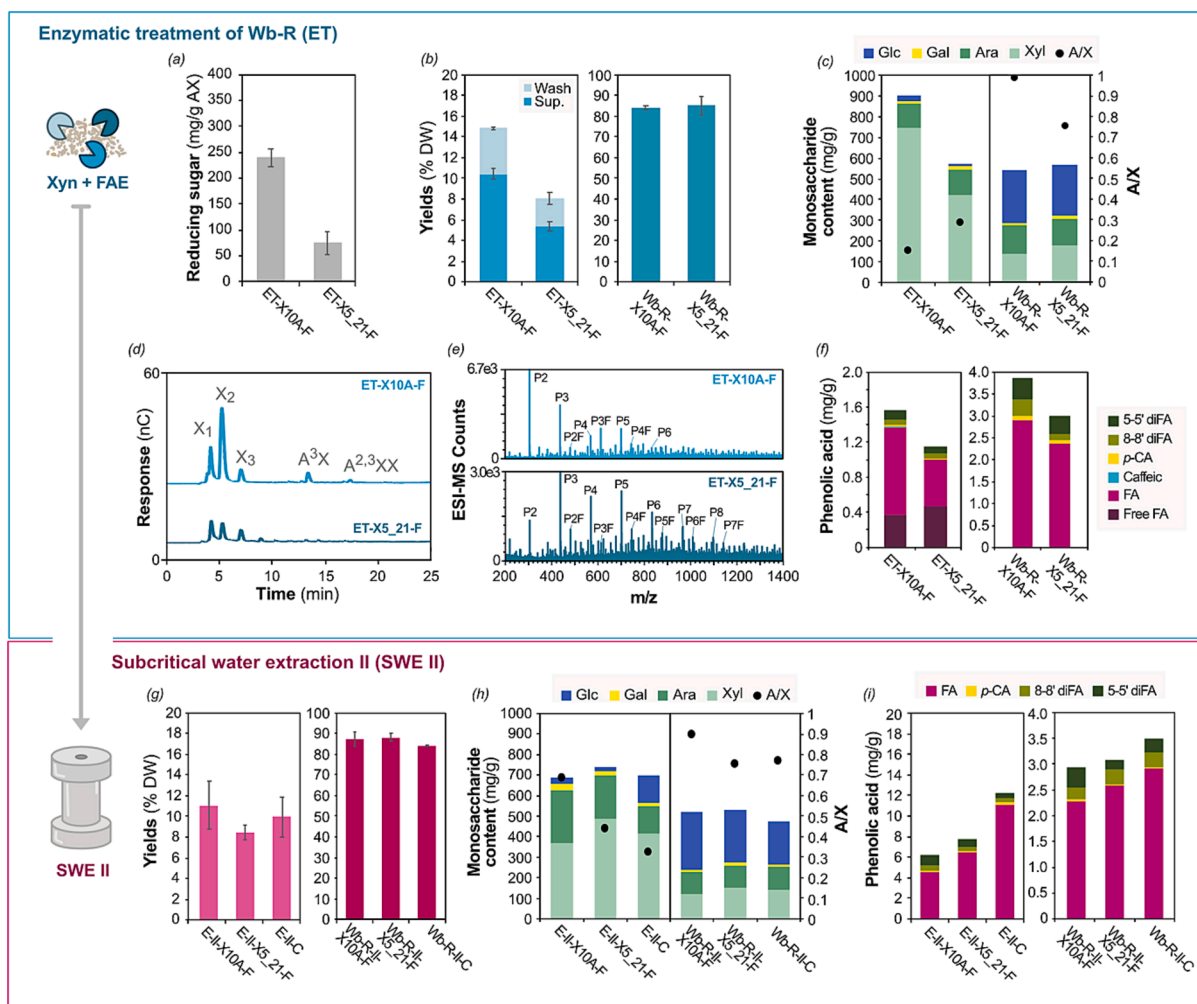 Enzymatic treatment of Wb-R (ET)
Xyn + FAE
(a)
Reducing sugar (mg/g AX)
400
350
300
250
200
150
100
50
0
ET-X10A-F
ET-X5_21-F
(b)
Yields (% DW)
20
18
16
14
12
10
8
6
4
2
0
Wash
Sup.
ET-X10A-F
ET-X5_21-F
100
90
80
70
60
50
40
30
20
10
0
Wb-R-
X10A-F
Wb-R-
X5_21-F
(c)
Glc Gal Ara Xyl A/X
Monosaccharide
content (mg/g)
1000
900
800
700
600
500
400
300
200
100
0
1
0.9
0.8
0.7
0.6
0.5
0.4
0.3
0.2
0.1
0
A/X
ET-X10A-F
ET-X5_21-F
Wb-R-
X10A-F
Wb-R-
X5_21-F
(d)
Response (nC)
60
0
ET-X10A-F
X1
X2
X3
A³X
A²,³XX
ET-X5_21-F
0 5 10 15 20 25
Time (min)
(e)
ESI-MS Counts
6.7e3
ET-X10A-F
P2
P3
P2F
P4
P3F
P5
P4F
P6
3.0e3
ET-X5_21-F
P2
P3
P2F
P4
P3F
P5
P4F
P6
P5F
P7
P6F
P8
P7F
200 400 600 800 1000 1200 1400
m/z
(f)
Phenolic acid (mg/g)
2.0
1.6
1.2
0.8
0.4
0
ET-X10A-F
ET-X5_21-F
4.0
3.5
3.0
2.5
2.0
1.5
1.0
0.5
0.0
Wb-R-
X10A-F
Wb-R-
X5_21-F
5-5' diFA
8-8' diFA
p-CA
Caffeic
FA
Free FA
Subcritical water extraction II (SWE II)
SWE II
(g)
Yields (% DW)
20
18
16
14
12
10
8
6
4
2
0
E-II-X10A-F
E-II-X5_21-F
E-II-C
100
90
80
70
60
50
40
30
20
10
0
Wb-R-II-
X10A-F
Wb-R-II-
X5_21-F
Wb-R-II-C
(h)
Glc Gal Ara Xyl A/X
Monosaccharide
content (mg/g)
1000
900
800
700
600
500
400
300
200
100
0
1
0.9
0.8
0.7
0.6
0.5
0.4
0.3
0.2
0.1
0
A/X
E-II-X10A-F
E-II-X5_21-F
E-II-C
Wb-R-II-
X10A-F
Wb-R-II-
X5_21-F
Wb-R-II-C
(i)
FA p-CA 8-8' diFA 5-5' diFA
Phenolic acid (mg/g)
20
16
12
8
4
0
E-II-X10A-F
E-II-X5_21-F
E-II-C
4.0
3.5
3.0
2.5
2.0
1.5
1.0
0.5
0.0
Wb-R-II-
X10A-F
Wb-R-II-
X5_21-F
Wb-R-II-C